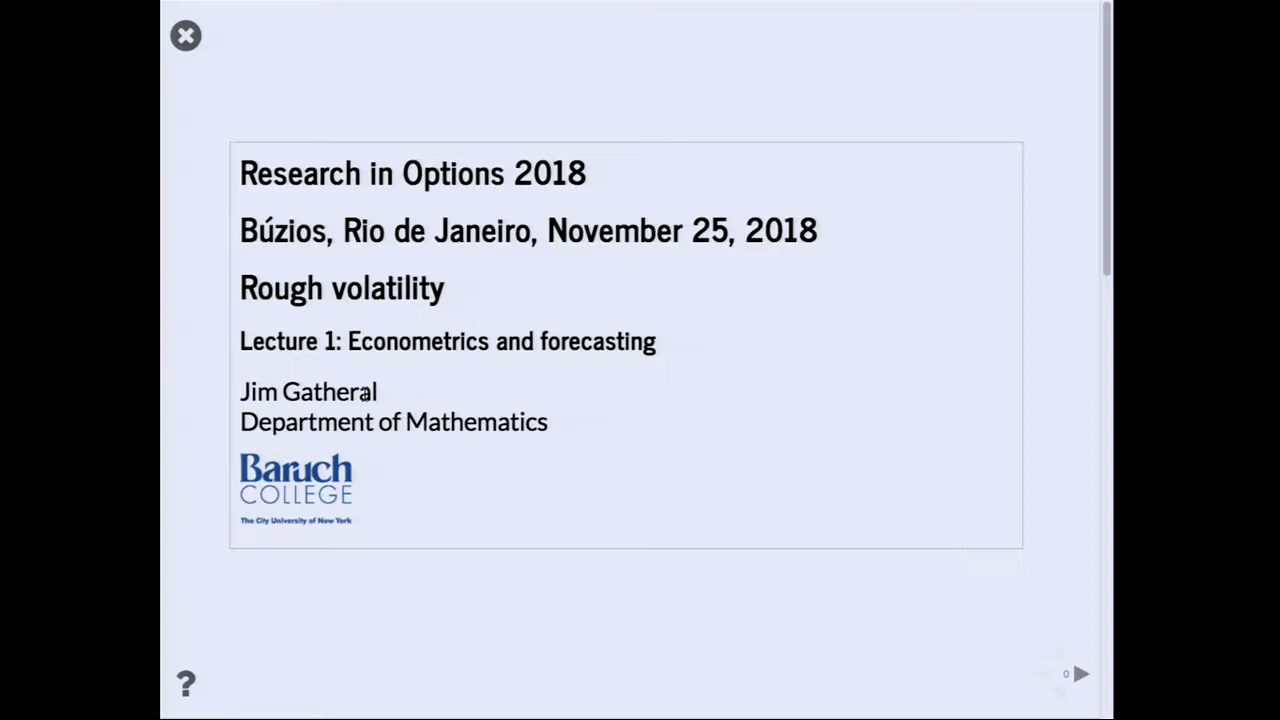 Research in Options 2018
Búzios, Rio de Janeiro, November 25, 2018
Rough volatility
Lecture 1: Econometrics and forecasting
Jim Gatheral
Department of Mathematics
Baruch
COLLEGE
The City University of New York
?
0